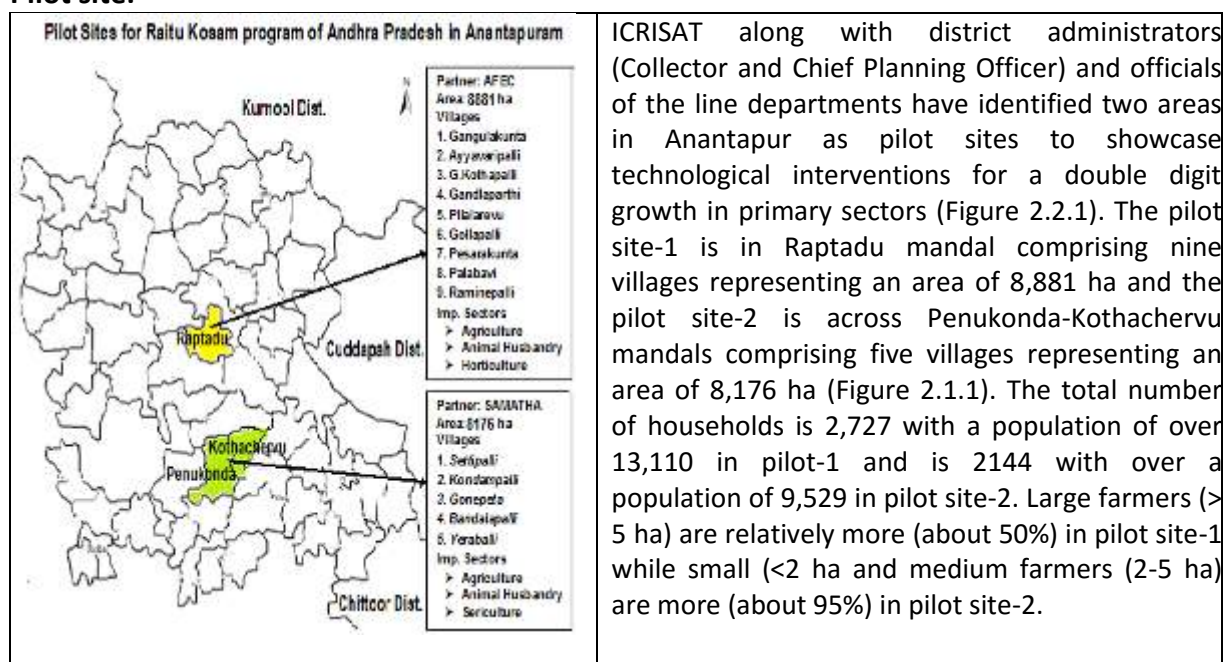 Pilot Sites for Raitu Kosam program of Andhra Pradesh in Anantapuram
N
Kurnool Dist.
Raptadu
Cuddapah Dist.
Kothachervu
Penukonda
Chittoor Dist.
Partner: AFEC
Area: 8881 ha
Villages
1. Gangulakunta
2. Ayyavaripalli
3. G.Kothapalli
4. Gandlaparthi
5.
6. Gollapalli
7. Pesarakunta
8. Palabavi
9. Raminepalli
Imp. Sectors
➤ Agriculture
➤ Animal Husbandry
➤ Horticulture
Partner: SAMATHA
Area: 8176 ha
Villages
1. Settipalli
2. Kondampalli
3. Gonepeta
4. Bandalapalli
5. Yeraballi
Imp. Sectors
➤ Agriculture
➤ Animal Husbandry
➤ Sericulture
ICRISAT along with district administrators
(Collector and Chief Planning Officer) and officials
of the line departments have identified two areas
in Anantapur as pilot sites to showcase
technological interventions for a double digit
growth in primary sectors (Figure 2.2.1). The pilot
site-1 is in Raptadu mandal comprising nine
villages representing an area of 8,881 ha and the
pilot site-2 is across Penukonda-Kothachervu
mandals comprising five villages representing an
area of 8,176 ha (Figure 2.1.1). The total number
of households is 2,727 with a population of over
13,110 in pilot-1 and is 2144 with over a
population of 9,529 in pilot site-2. Large farmers (>
5 ha) are relatively more (about 50%) in pilot site-1
while small (<2 ha and medium farmers (2-5 ha)
are more (about 95%) in pilot site-2.